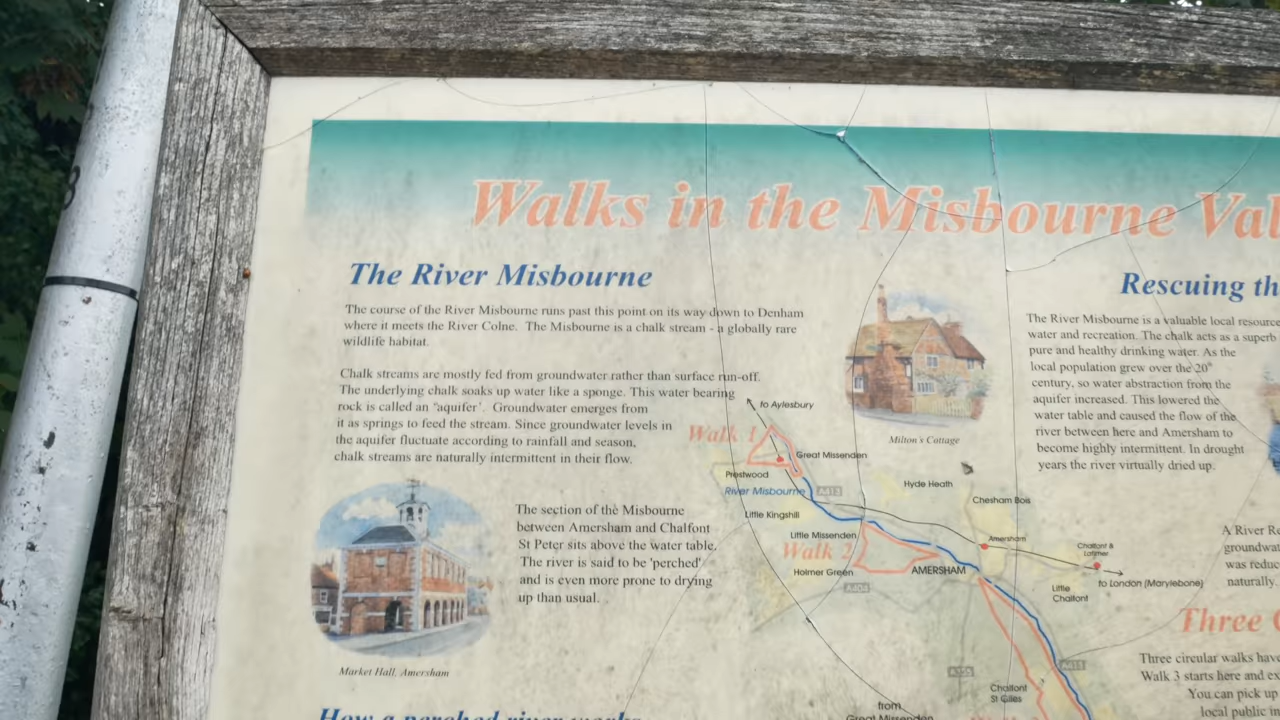 Walks in the Misbourne Val
The River Misbourne
The course of the River Misbourne runs past this point on its way down to Denham
where it meets the River Colne. The Misbourne is a chalk stream - a globally rare
wildlife habitat.
Chalk streams are mostly fed from groundwater rather than surface run-off.
The underlying chalk soaks up water like a sponge. This water bearing
rock is called an 'aquifer'. Groundwater emerges from
it as springs to feed the stream. Since groundwater levels in
the aquifer fluctuate according to rainfall and season,
chalk streams are naturally intermittent in their flow.
The section of the Misbourne
between Amersham and Chalfont
St Peter sits above the water table.
The river is said to be 'perched'
and is even more prone to drying
up than usual.
Market Hall, Amersham
How a perched river works
Milton's Cottage
to Aylesbury
Walk 1
Great Missenden
Prestwood
River Misbourne
A413
Hyde Heath
Chesham Bois
Little Kingshill
Little Missenden
Walk 2
Amersham
Chalfont &
Latimer
Holmer Green
AMERSHAM
to London (Marylebone)
A404
Little
Chalfont
A355
A413
Chalfont
St Giles
from
Great Missenden
Rescuing th
The River Misbourne is a valuable local resource
water and recreation. The chalk acts as a superb
pure and healthy drinking water. As the
local population grew over the 20th
century, so water abstraction from the
aquifer increased. This lowered the
water table and caused the flow of the
river between here and Amersham to
become highly intermittent. In drought
years the river virtually dried up.
A River R
groundwa
was reduc
naturally
Three C
Three circular walks have
Walk 3 starts here and ex
You can pick up
local public in